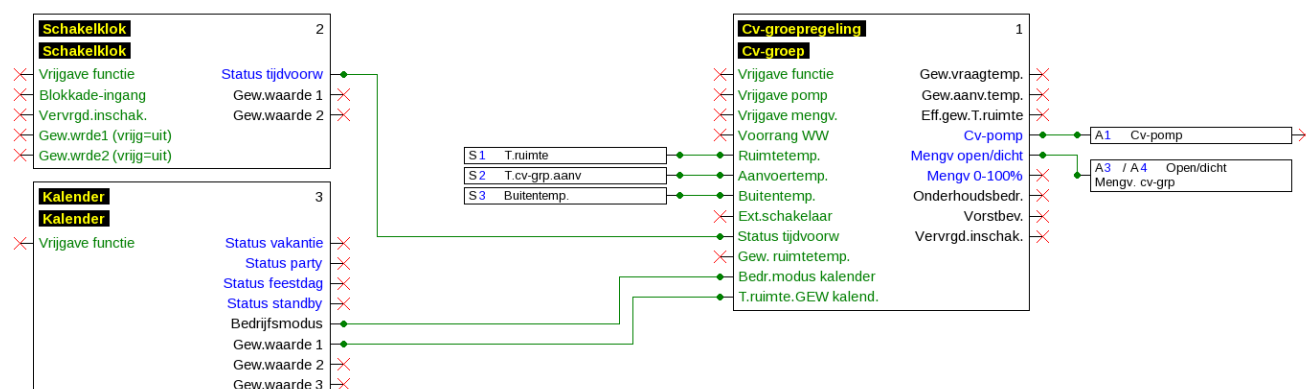 Schakelklok 2
Schakelklok
Vrijgave functie Status tijdvoorw
Blokkade-ingang Gew.waarde 1
Vervrgd.inschak. Gew.waarde 2
Gew.wrde1 (vrijg=uit)
Gew.wrde2 (vrijg=uit)
Kalender 3
Kalender
Vrijgave functie Status vakantie
Status party
Status feestdag
Status standby
Bedrijfsmodus
Gew.waarde 1
Gew.waarde 2
Gew.waarde 3
S1 T.ruimte
S2 T.cv-grp.aanv
S3 Buitentemp.
Cv-groepregeling 1
Cv-groep
Vrijgave functie Gew.vraagtemp.
Vrijgave pomp Gew.aanv.temp.
Vrijgave mengv. Eff.gew.T.ruimte
Voorrang WW Cv-pomp
Ruimtetemp. Mengv open/dicht
Aanvoertemp. Mengv 0-100%
Buitentemp. Onderhoudsbedr.
Ext.schakelaar Vorstbev.
Status tijdvoorw Vervrgd.inschak.
Gew. ruimtetemp.
Bedr.modus kalender
T.ruimte.GEW kalend.
A1 Cv-pomp
A3 / A4 Open/dicht
Mengv. cv-grp